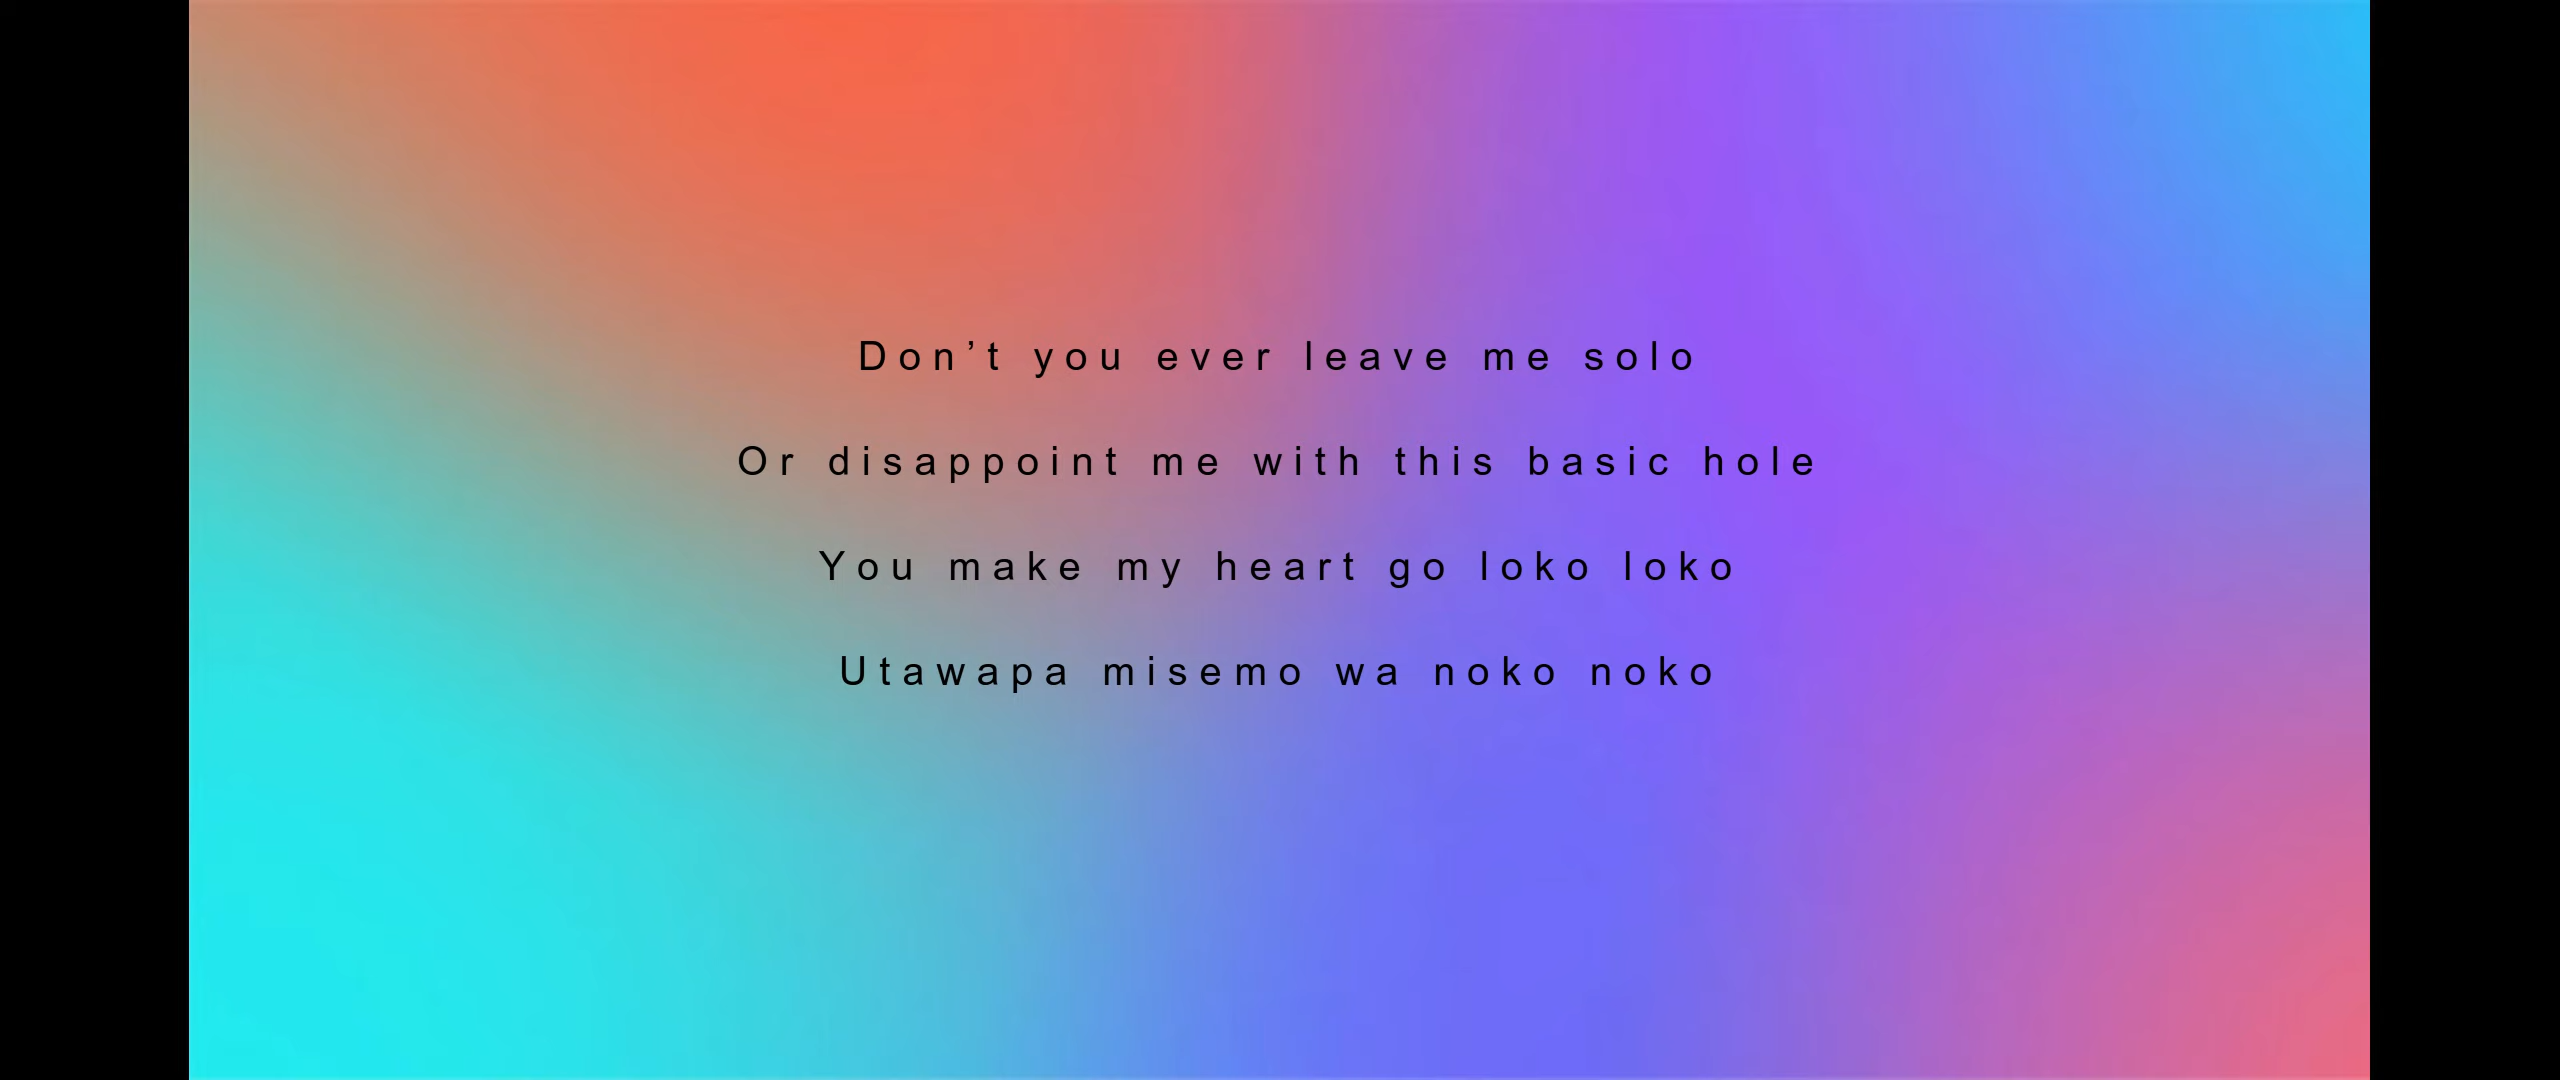 Don’t you ever leave me solo
Or disappoint me with this basic hole
You make my heart go loko loko
Utawapa misemo wa noko noko